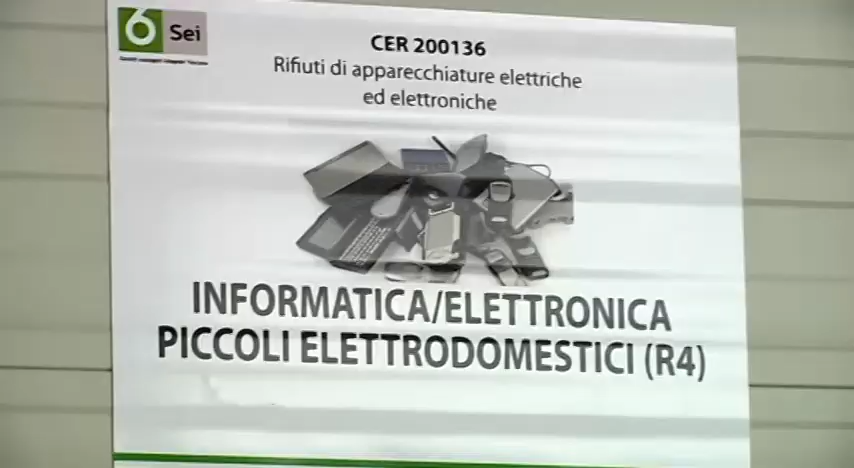 6 Sei
CER 200136
Rifiuti di apparecchiature elettriche
ed elettroniche
INFORMATICA/ELETTRONICA
PICCOLI ELETTRODOMESTICI (R4)